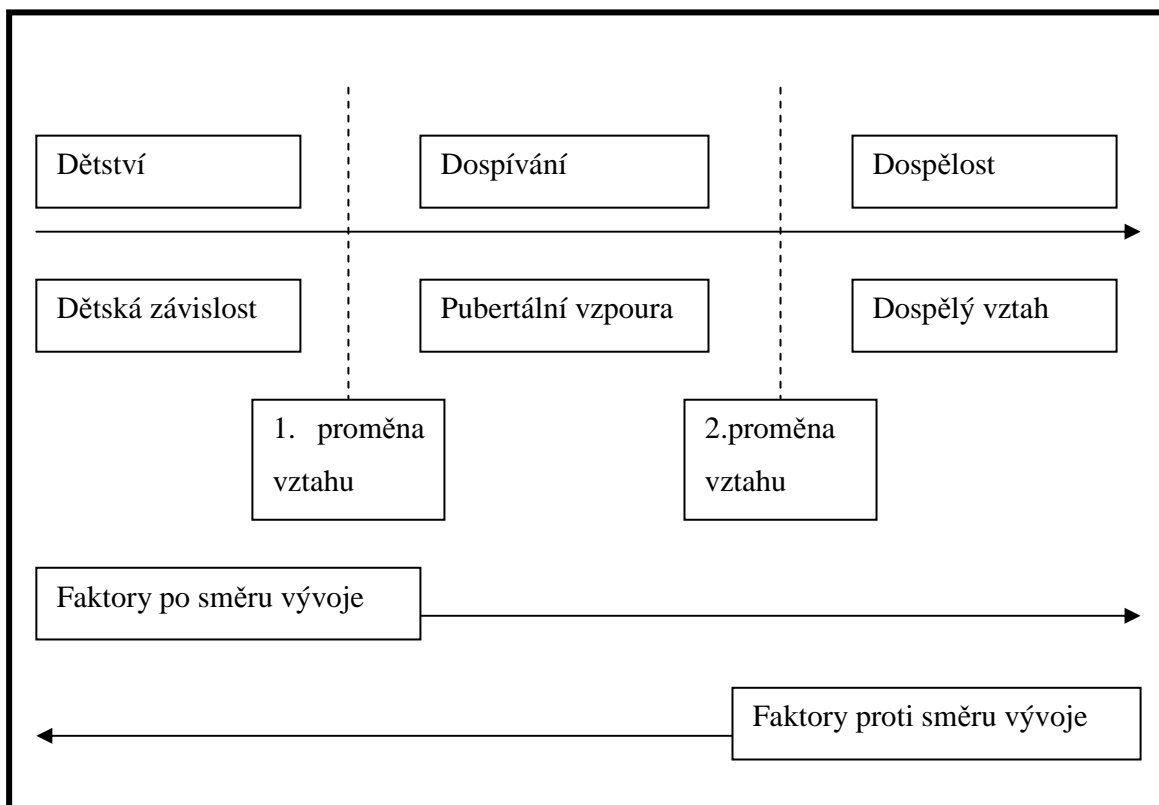 Dětství
Dospívání
Dospělost
Dětská závislost
Pubertální vzpoura
Dospělý vztah
1. proměna
vztahu
2.proměna
vztahu
Faktory po směru vývoje
Faktory proti směru vývoje